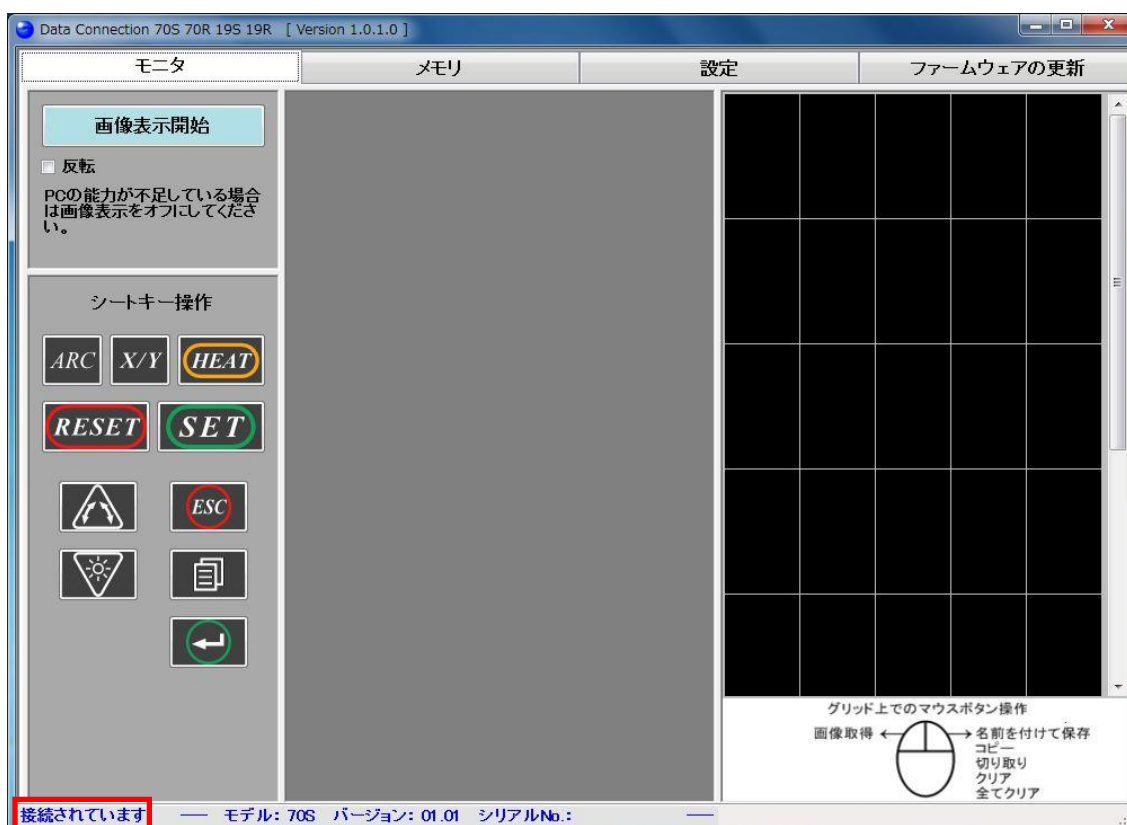 Data Connection 70S 70R 19S 19R [ Version 1.0.1.0 ]
モニタ
メモリ
設定
ファームウェアの更新
画像表示開始
反転
PCの能力が不足している場合
は画像表示をオフにしてくださ
い。
シートキー操作
ARC X/Y HEAT
RESET SET
ESC
グリッド上でのマウスボタン操作
画像取得 ← → 名前を付けて保存
コピー
切り取り
クリア
全てクリア
接続されています ― モデル: 70S バージョン: 01.01 シリアルNo.: ―